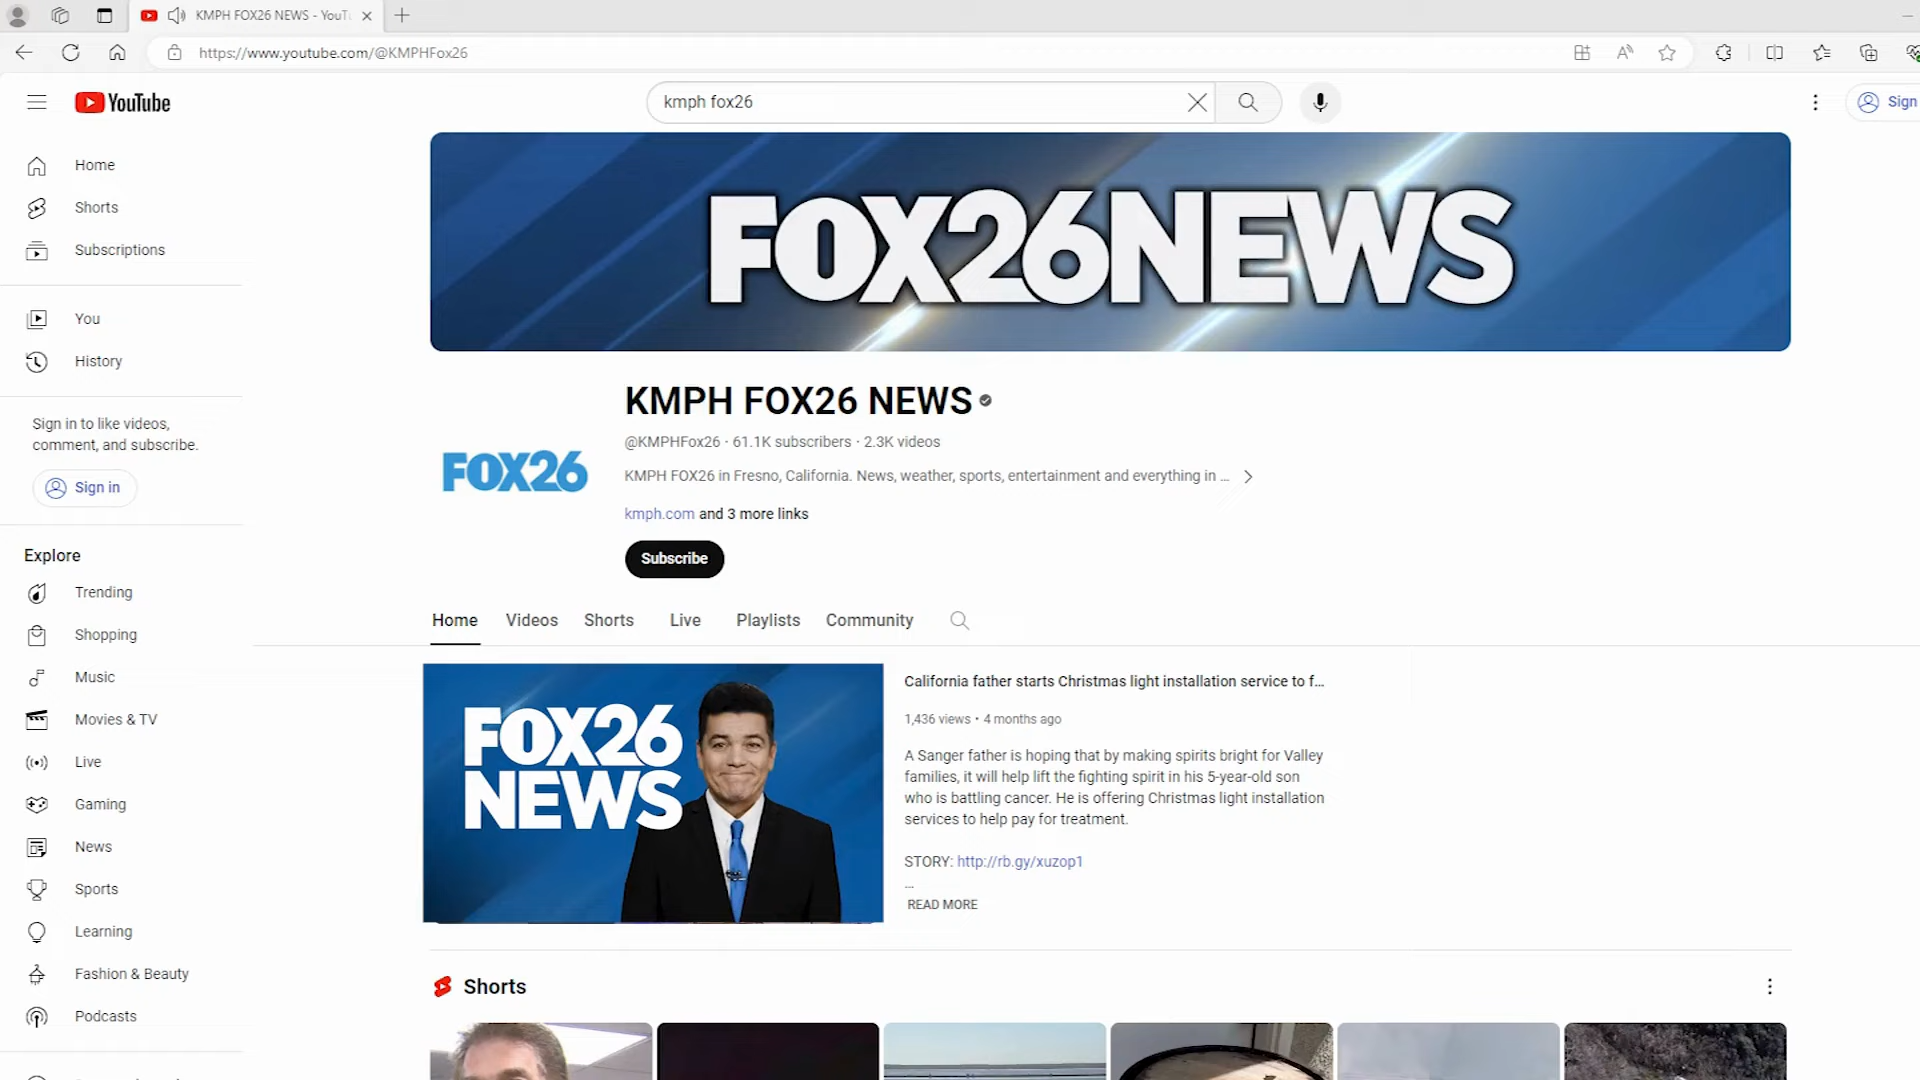 KMPH FOX26 NEWS - YouT
https://www.youtube.com/@KMPHFox26
YouTube
kmph fox26
Sign
Home
Shorts
Subscriptions
You
History
Sign in to like videos,
comment, and subscribe.
Sign in
Explore
Trending
Shopping
Music
Movies & TV
Live
Gaming
News
Sports
Learning
Fashion & Beauty
Podcasts
FOX26NEWS
FOX26
KMPH FOX26 NEWS
@KMPHFox26 · 61.1K subscribers · 2.3K videos
KMPH FOX26 in Fresno, California. News, weather, sports, entertainment and everything in ...
kmph.com and 3 more links
Subscribe
Home Videos Shorts Live Playlists Community
FOX26
NEWS
California father starts Christmas light installation service to f...
1,436 views • 4 months ago
A Sanger father is hoping that by making spirits bright for Valley
families, it will help lift the fighting spirit in his 5-year-old son
who is battling cancer. He is offering Christmas light installation
services to help pay for treatment.
STORY: http://rb.gy/xuzop1
...
READ MORE
Shorts